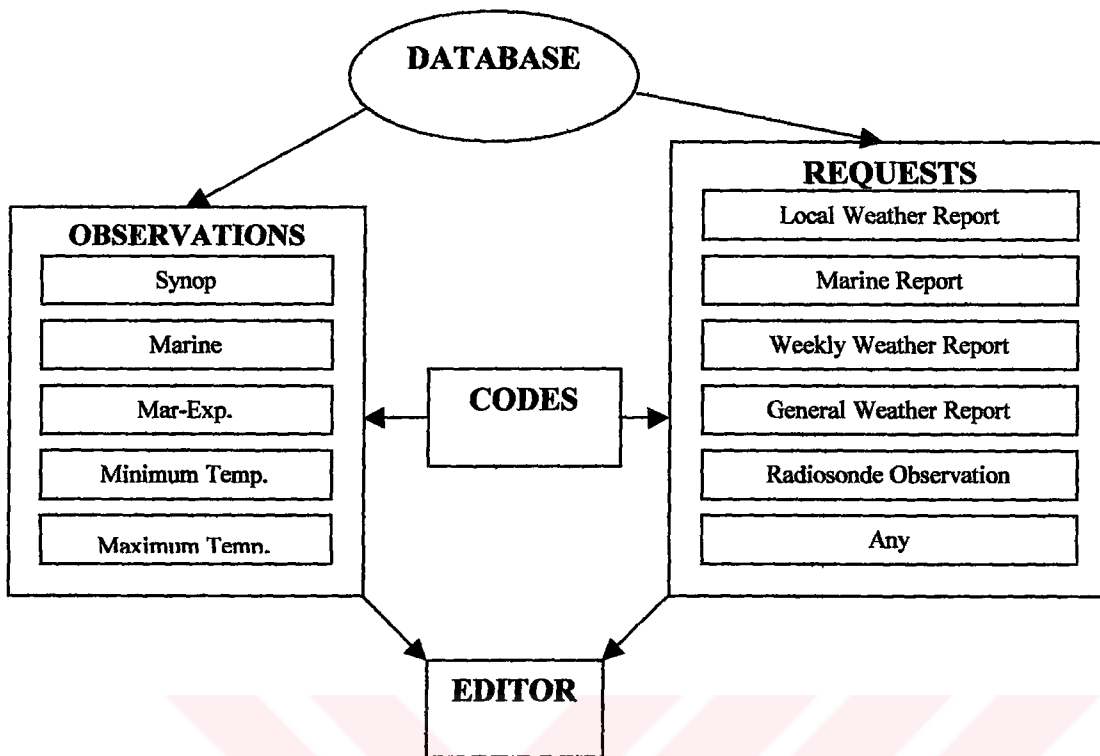 DATABASE
REQUESTS
Local Weather Report
Marine Report
Weekly Weather Report
General Weather Report
Radiosonde Observation
Any
OBSERVATIONS
Synop
Marine
Mar-Exp.
Minimum Temp.
Maximum Temp.
CODES
EDITOR